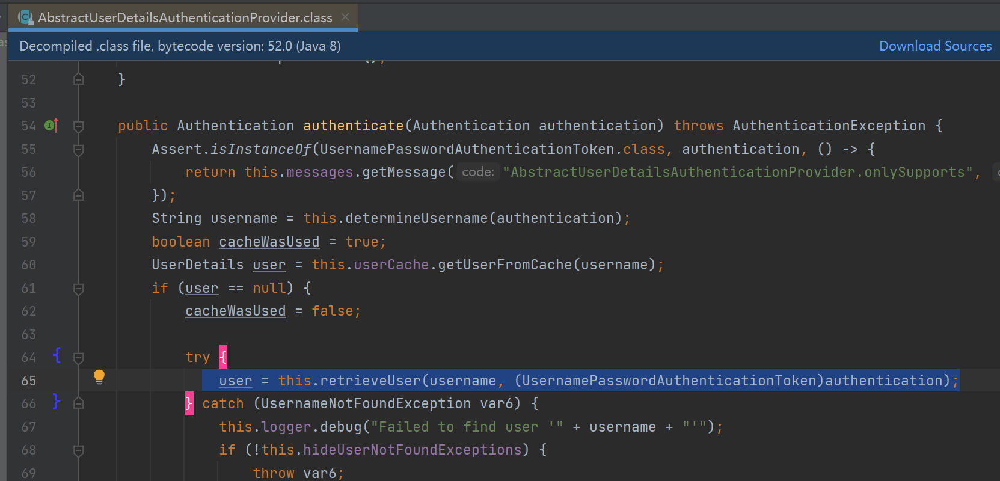 AbstractUserDetailsAuthenticationProvider.class
Decompiled .class file, bytecode version: 52.0 (Java 8) Download Sources
52 }
53
54 public Authentication authenticate(Authentication authentication) throws AuthenticationException {
55 Assert.isInstanceOf(UsernamePasswordAuthenticationToken.class, authentication, () -> {
56 return this.messages.getMessage( code: "AbstractUserDetailsAuthenticationProvider.onlySupports",
57 });
58 String username = this.determineUsername(authentication);
59 boolean cacheWasUsed = true;
60 UserDetails user = this.userCache.getUserFromCache(username);
61 if (user == null) {
62 cacheWasUsed = false;
63
64 try {
65 user = this.retrieveUser(username, (UsernamePasswordAuthenticationToken)authentication);
66 } catch (UsernameNotFoundException var6) {
67 this.logger.debug("Failed to find user '" + username + "'");
68 if (!this.hideUserNotFoundExceptions) {
69 throw var6;